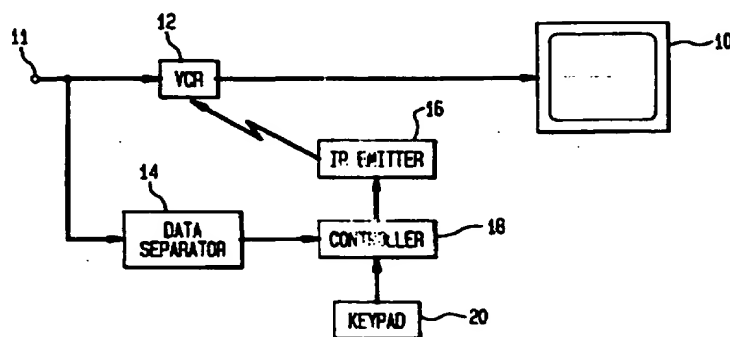 12
11
VCR
10
16
IR EMITTER
14
DATA
SEPARATOR
CONTROLLER
18
KEYPAD
20